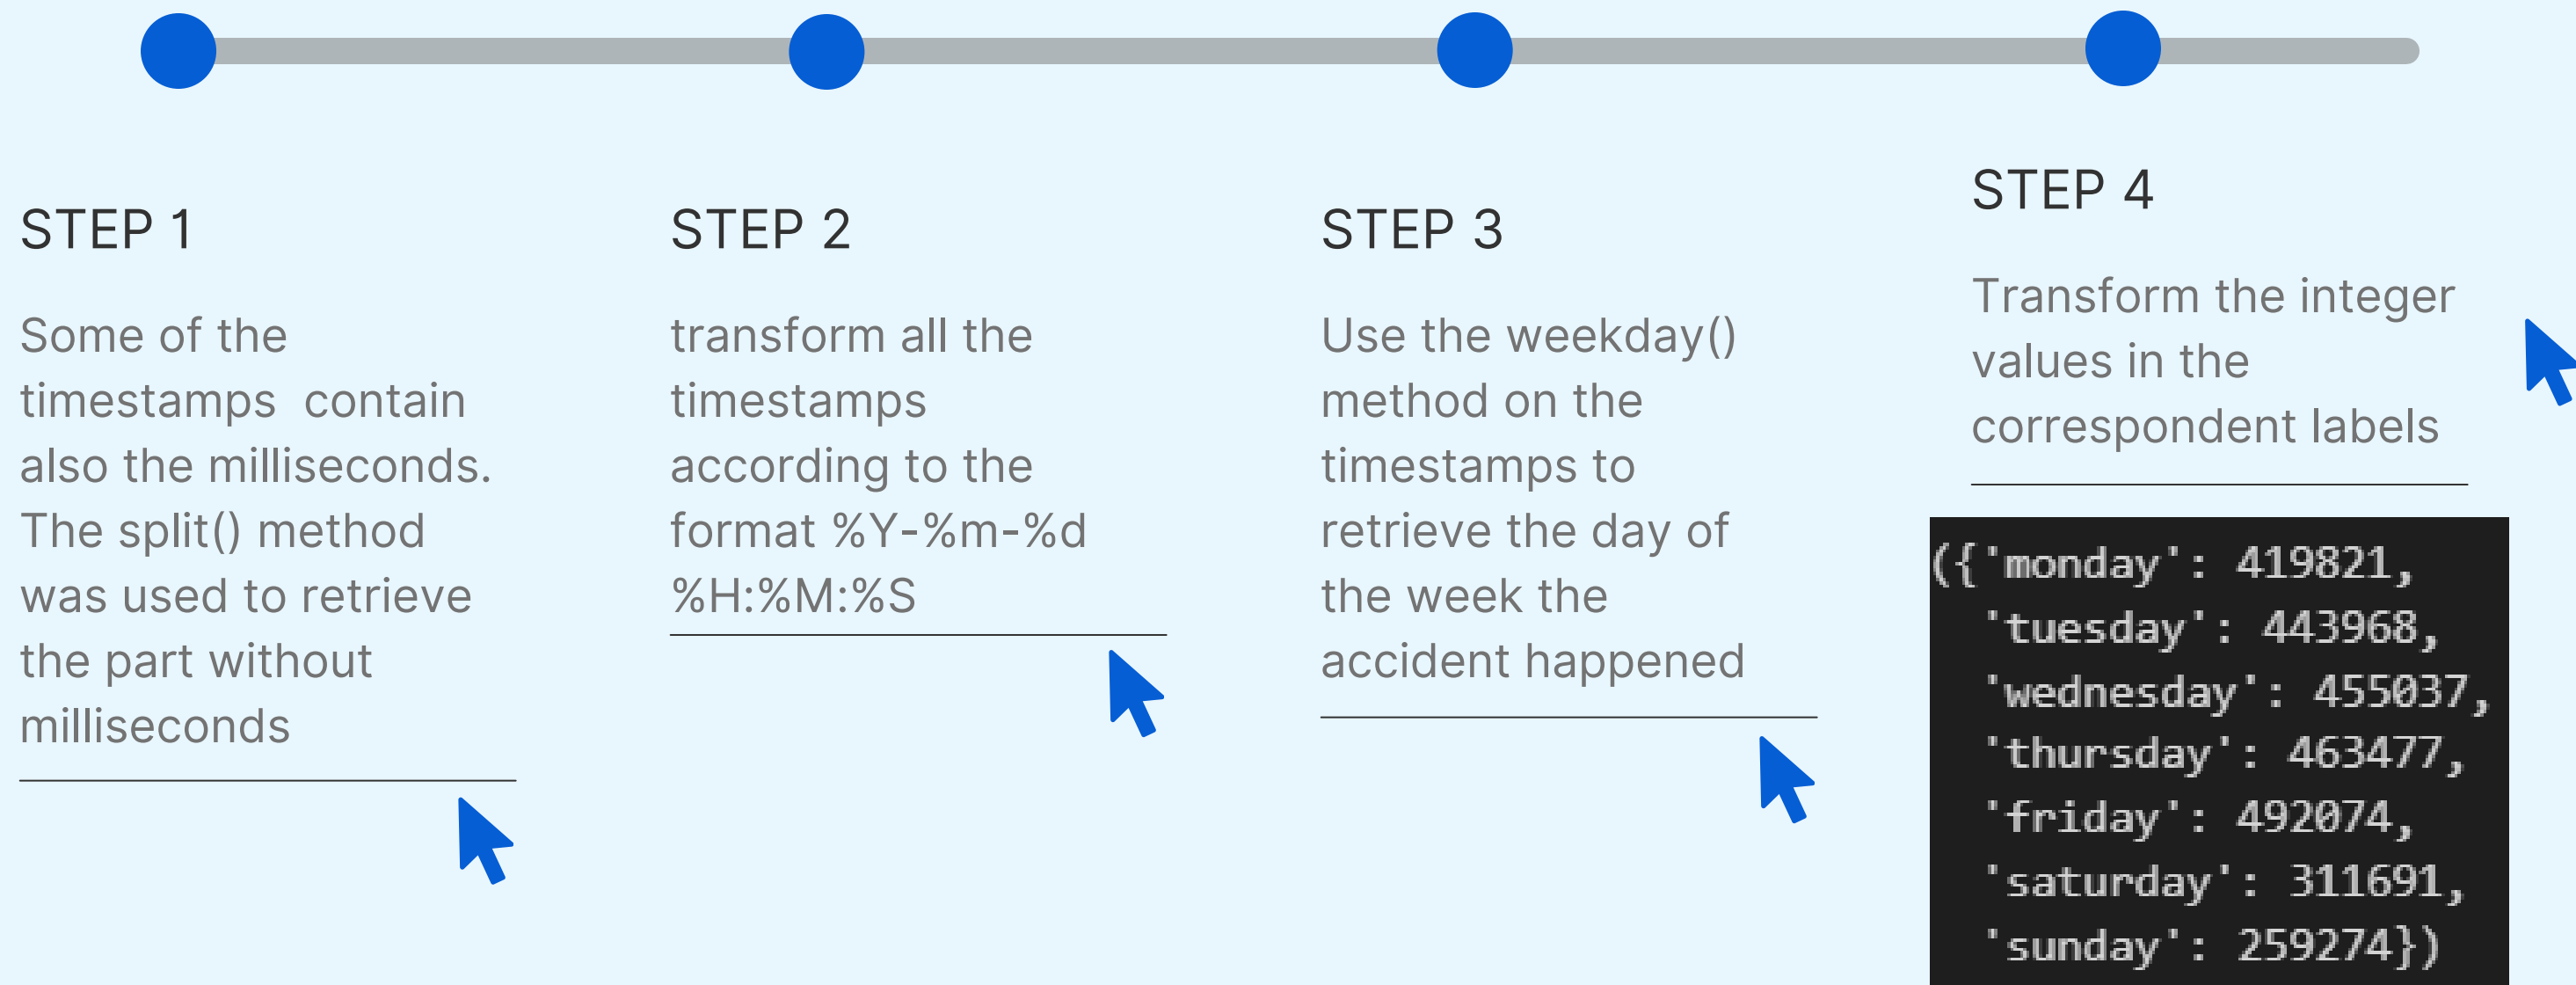 STEP 1
Some of the
timestamps  contain
also the milliseconds.
The split() method
was used to retrieve
the part without
milliseconds
STEP 2
transform all the
timestamps
according to the
format %Y-%m-%d
%H:%M:%S
STEP 3
Use the weekday()
method on the
timestamps to
retrieve the day of
the week the
accident happened
STEP 4
Transform the integer
values in the
correspondent labels
({'monday': 419821,
'tuesday': 443968,
'wednesday': 455037,
'thursday': 463477,
'friday': 492074,
'saturday': 311691,
'sunday': 259274})